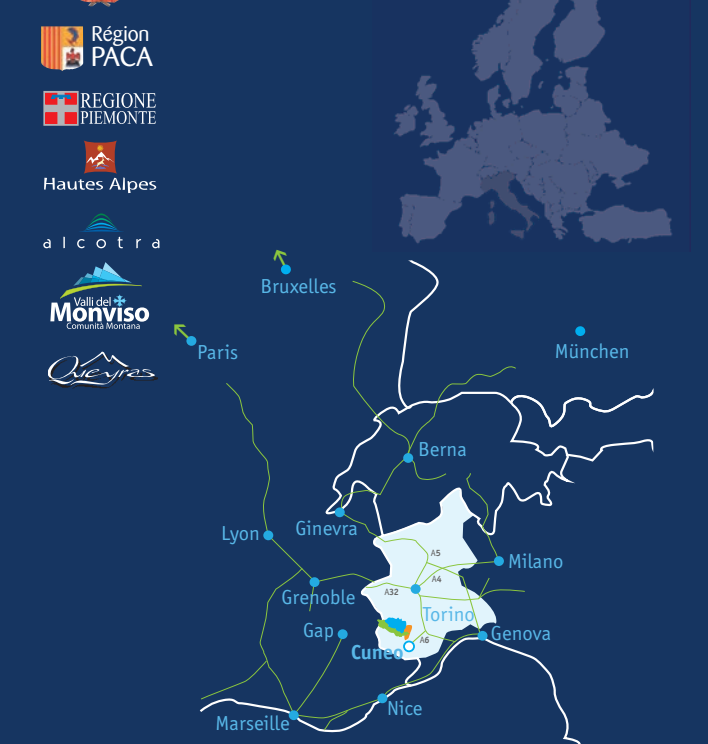 Région
PACA
REGIONE
PIEMONTE
Hautes Alpes
alcotra
Valli del
Monviso
Comunità Montana
Queyras
Bruxelles
Paris
München
Berna
Lyon
Ginevra
A5
Milano
A4
A32
Grenoble
Torino
Gap
Genova
A6
Cuneo
Nice
Marseille